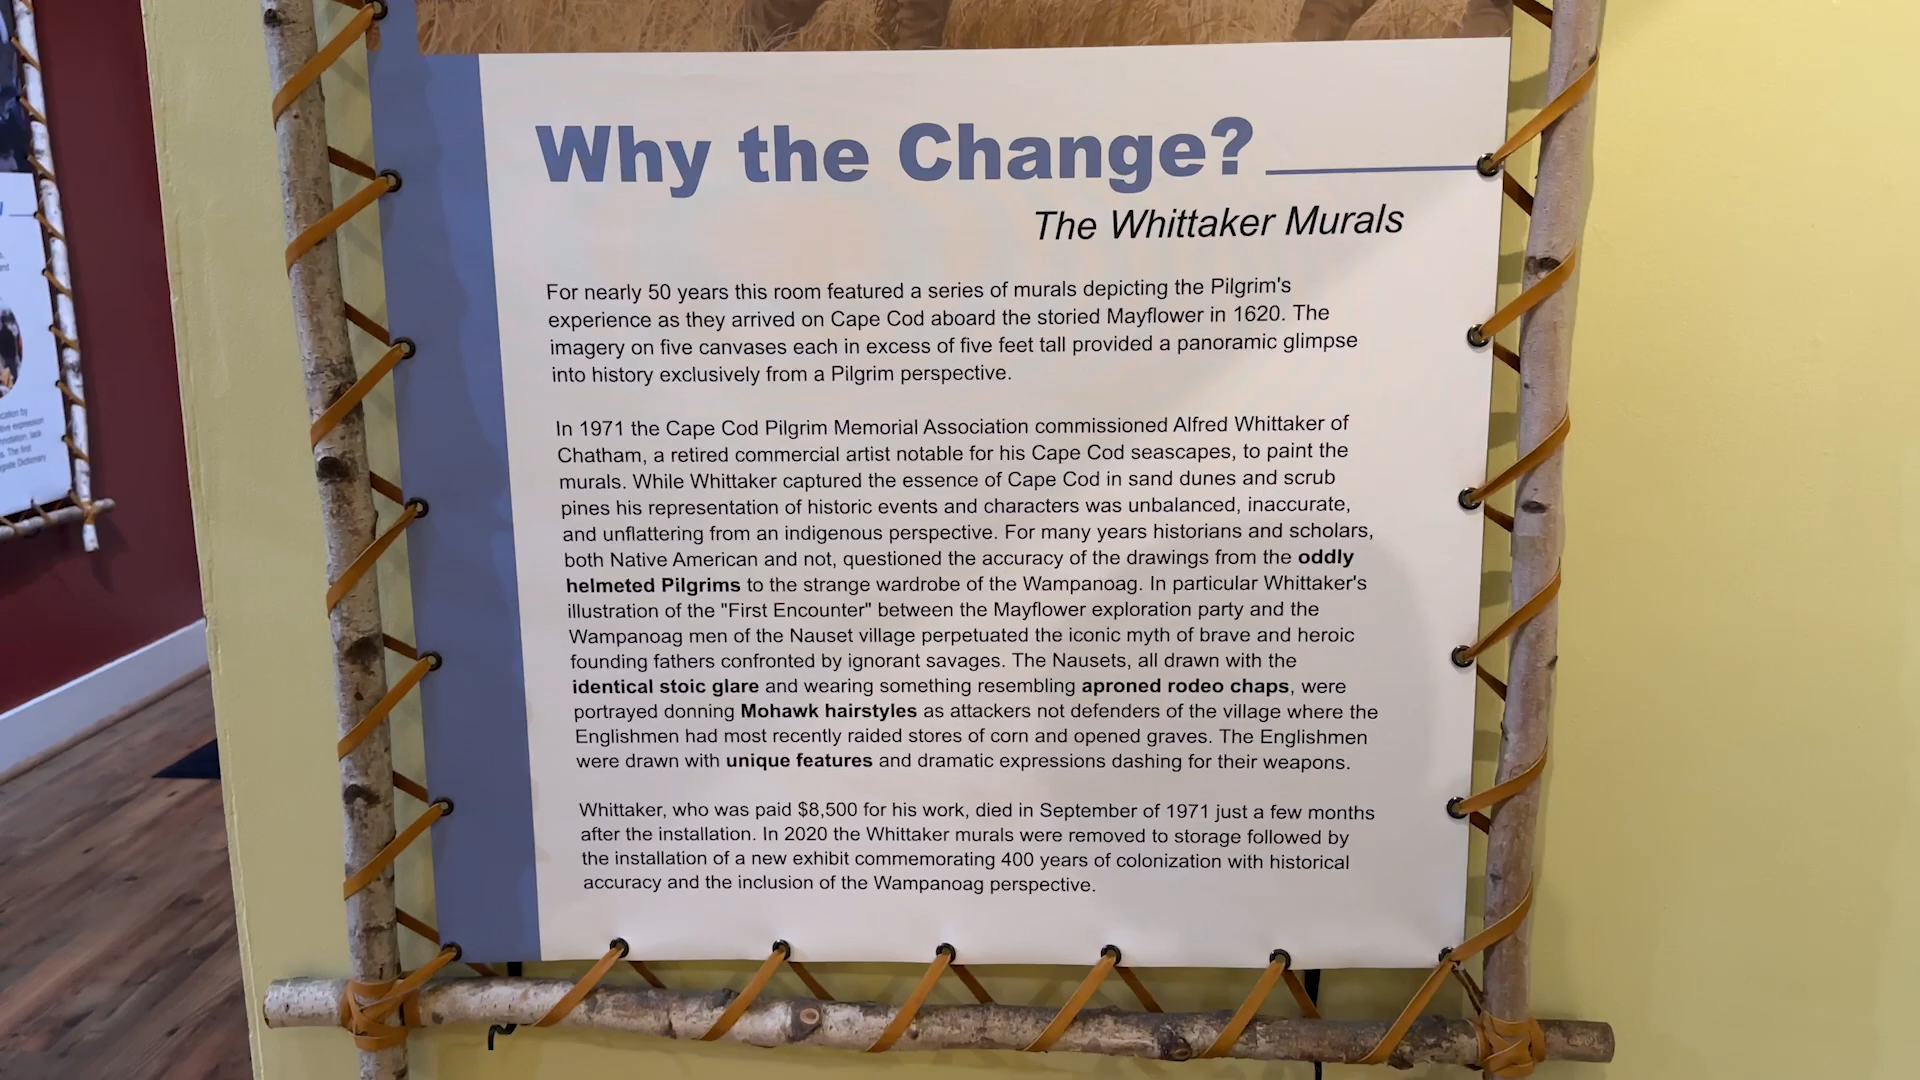 Why the Change?
The Whittaker Murals
For nearly 50 years this room featured a series of murals depicting the Pilgrim's
experience as they arrived on Cape Cod aboard the storied Mayflower in 1620. The
imagery on five canvases each in excess of five feet tall provided a panoramic glimpse
into history exclusively from a Pilgrim perspective.
In 1971 the Cape Cod Pilgrim Memorial Association commissioned Alfred Whittaker of
Chatham, a retired commercial artist notable for his Cape Cod seascapes, to paint the
murals. While Whittaker captured the essence of Cape Cod in sand dunes and scrub
pines his representation of historic events and characters was unbalanced, inaccurate,
and unflattering from an indigenous perspective. For many years historians and scholars,
both Native American and not, questioned the accuracy of the drawings from the oddly
helmeted Pilgrims to the strange wardrobe of the Wampanoag. In particular Whittaker's
illustration of the "First Encounter" between the Mayflower exploration party and the
Wampanoag men of the Nauset village perpetuated the iconic myth of brave and heroic
founding fathers confronted by ignorant savages. The Nausets, all drawn with the
identical stoic glare and wearing something resembling aproned rodeo chaps, were
portrayed donning Mohawk hairstyles as attackers not defenders of the village where the
Englishmen had most recently raided stores of corn and opened graves. The Englishmen
were drawn with unique features and dramatic expressions dashing for their weapons.
Whittaker, who was paid $8,500 for his work, died in September of 1971 just a few months
after the installation. In 2020 the Whittaker murals were removed to storage followed by
the installation of a new exhibit commemorating 400 years of colonization with historical
accuracy and the inclusion of the Wampanoag perspective.